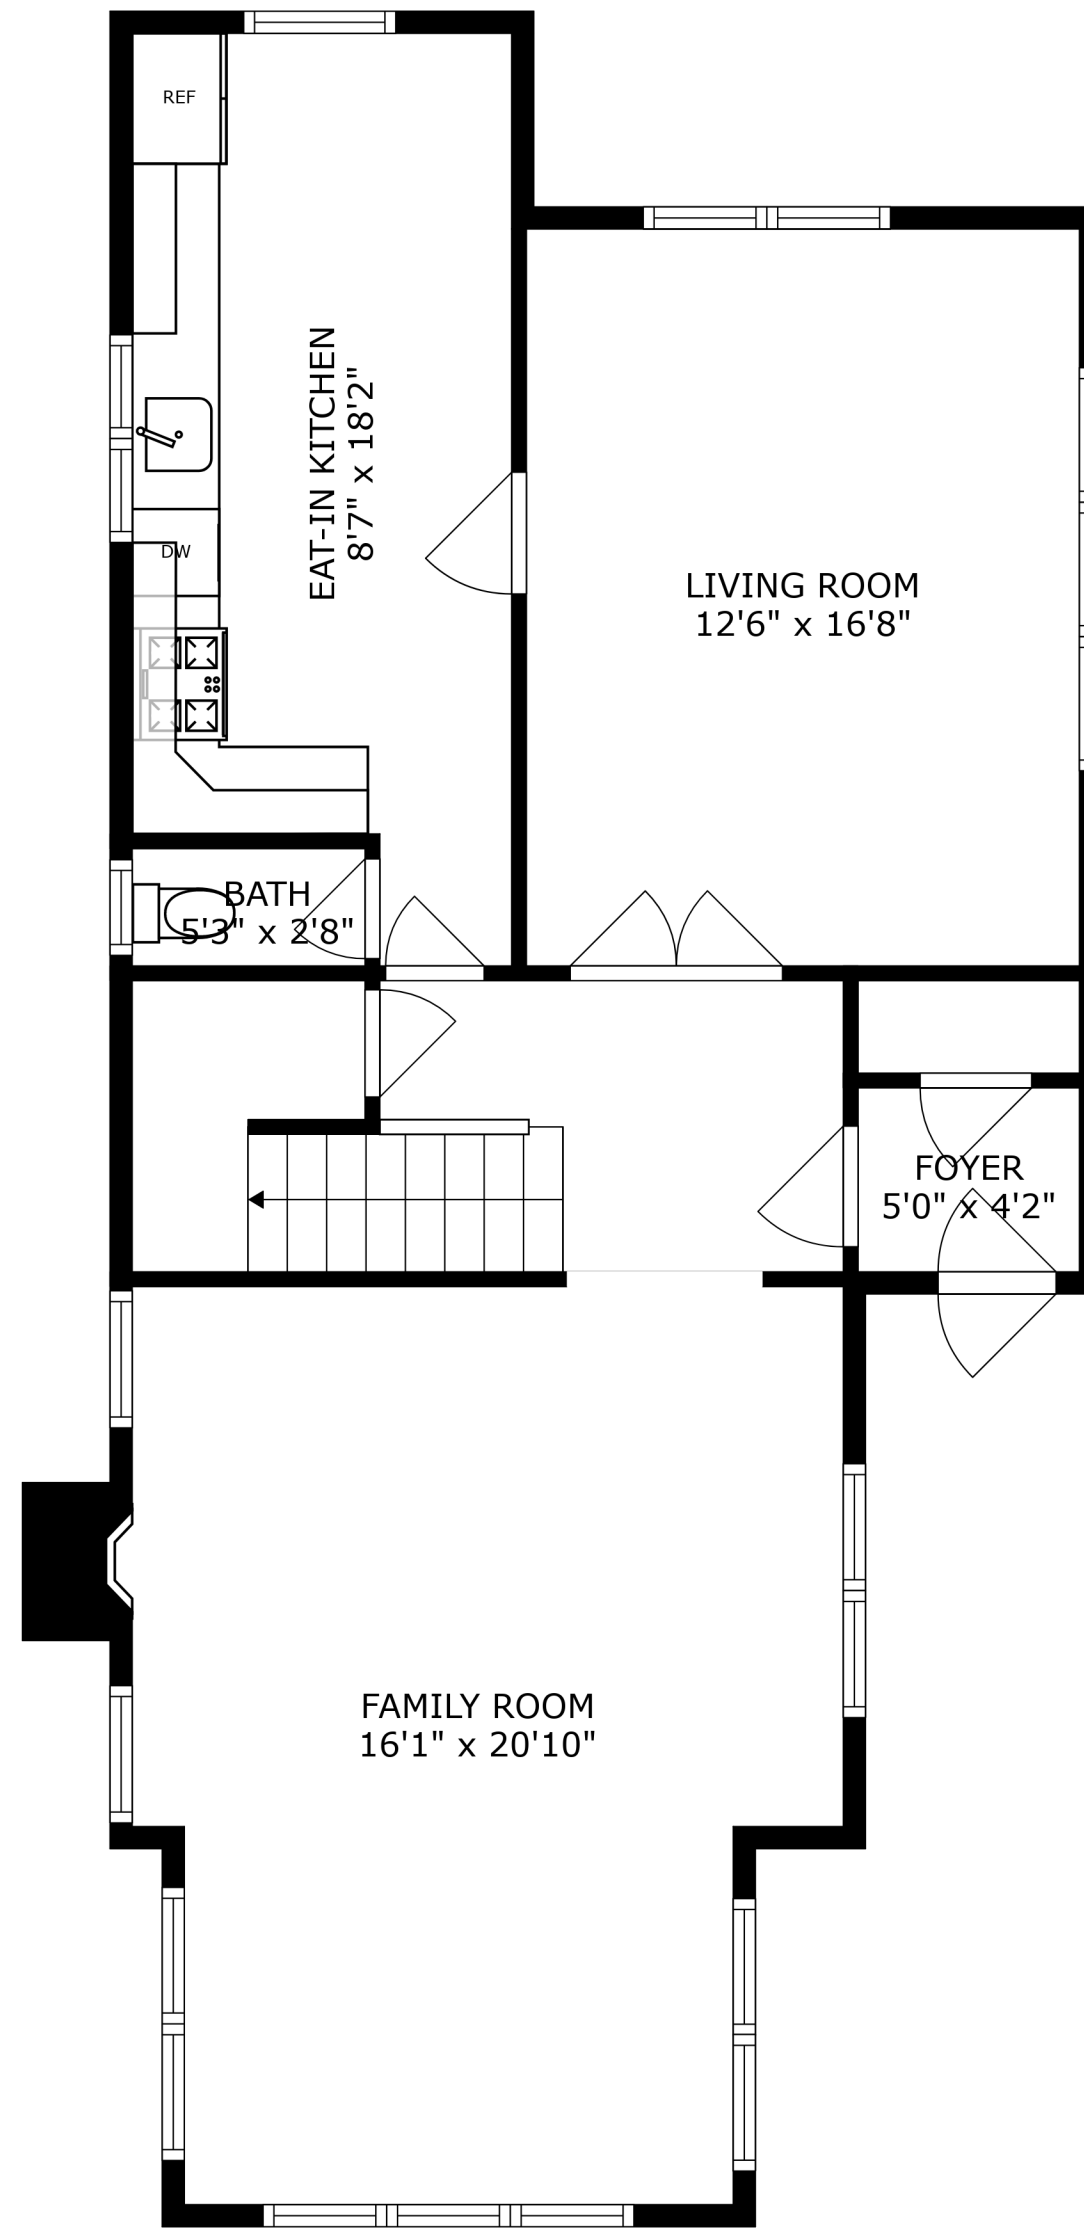 REF
EAT-IN KITCHEN
8'7" x 18'2"
DW
LIVING ROOM
12'6" x 16'8"
BATH
5'3" x 2'8"
FOYER
5'0" x 4'2"
FAMILY ROOM
16'1" x 20'10"